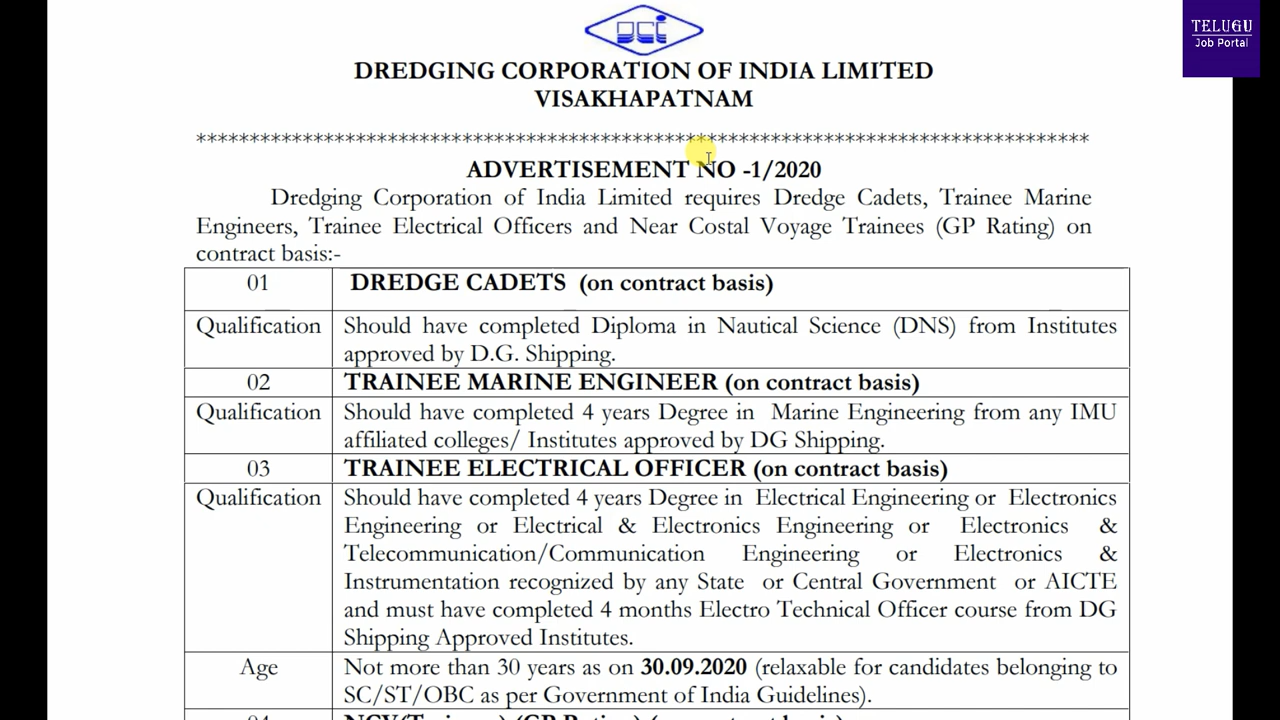 TELUGU
Job Portal
DCI
DREDGING CORPORATION OF INDIA LIMITED
VISAKHAPATNAM
************************************************************************************
ADVERTISEMENT NO -1/2020
Dredging Corporation of India Limited requires Dredge Cadets, Trainee Marine
Engineers, Trainee Electrical Officers and Near Costal Voyage Trainees (GP Rating) on
contract basis:-
01 DREDGE CADETS (on contract basis)
Qualification Should have completed Diploma in Nautical Science (DNS) from Institutes
approved by D.G. Shipping.
02 TRAINEE MARINE ENGINEER (on contract basis)
Qualification Should have completed 4 years Degree in Marine Engineering from any IMU
affiliated colleges/ Institutes approved by DG Shipping.
03 TRAINEE ELECTRICAL OFFICER (on contract basis)
Qualification Should have completed 4 years Degree in Electrical Engineering or Electronics
Engineering or Electrical & Electronics Engineering or Electronics &
Telecommunication/Communication Engineering or Electronics &
Instrumentation recognized by any State or Central Government or AICTE
and must have completed 4 months Electro Technical Officer course from DG
Shipping Approved Institutes.
Age Not more than 30 years as on 30.09.2020 (relaxable for candidates belonging to
SC/ST/OBC as per Government of India Guidelines).